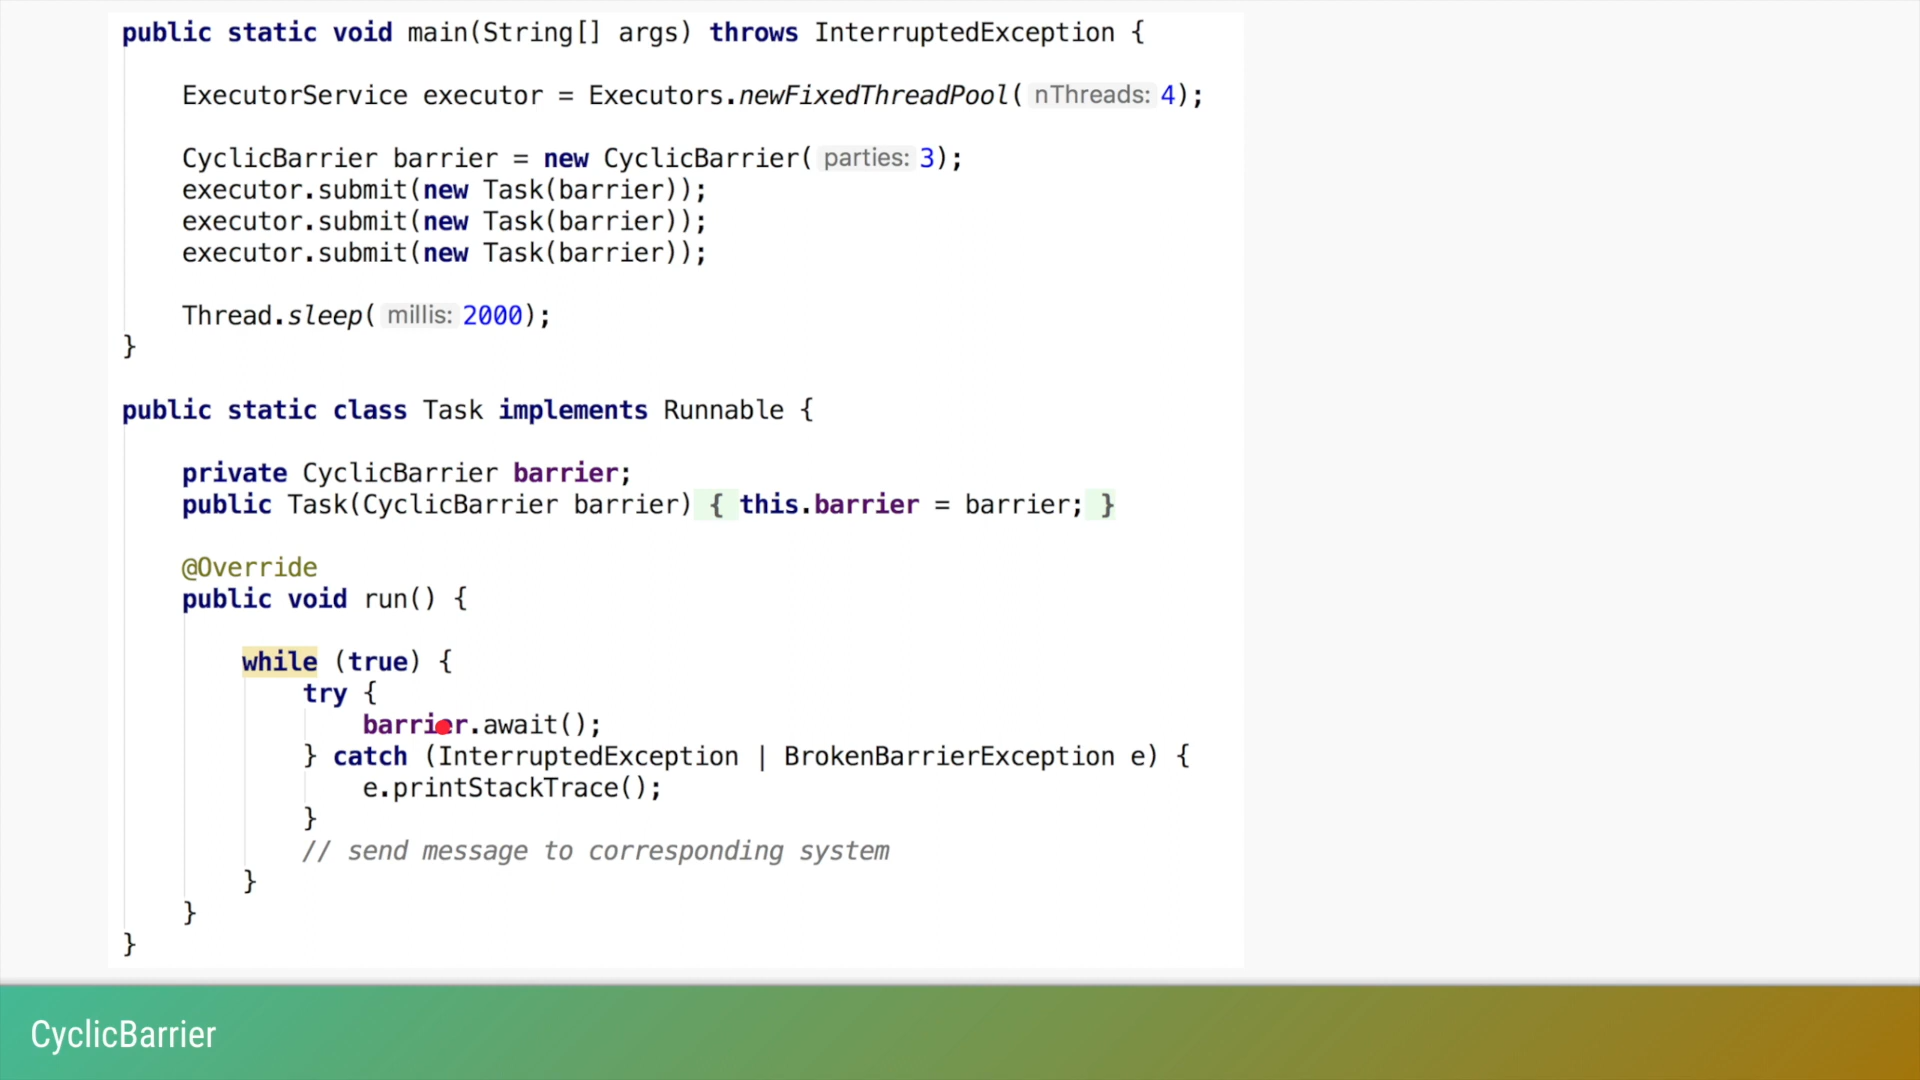 public static void main(String[] args) throws InterruptedException {
ExecutorService executor = Executors.newFixedThreadPool( nThreads: 4);
CyclicBarrier barrier = new CyclicBarrier( parties: 3);
executor.submit(new Task(barrier));
executor.submit(new Task(barrier));
executor.submit(new Task(barrier));
Thread.sleep( millis: 2000);
}
public static class Task implements Runnable {
private CyclicBarrier barrier;
public Task(CyclicBarrier barrier) { this.barrier = barrier; }
@Override
public void run() {
while (true) {
try {
barrier.await();
} catch (InterruptedException | BrokenBarrierException e) {
e.printStackTrace();
}
// send message to corresponding system
}
}
}
CyclicBarrier